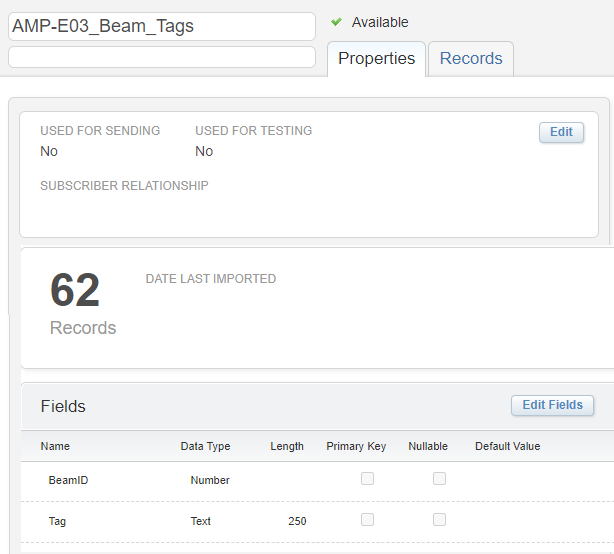 AMP-E03_Beam_Tags
Available
Properties Records
USED FOR SENDING USED FOR TESTING
Edit
No No
SUBSCRIBER RELATIONSHIP
62
DATE LAST IMPORTED
Records
Fields
Edit Fields
Name Data Type Length Primary Key Nullable Default Value
BeamID Number
Tag Text 250